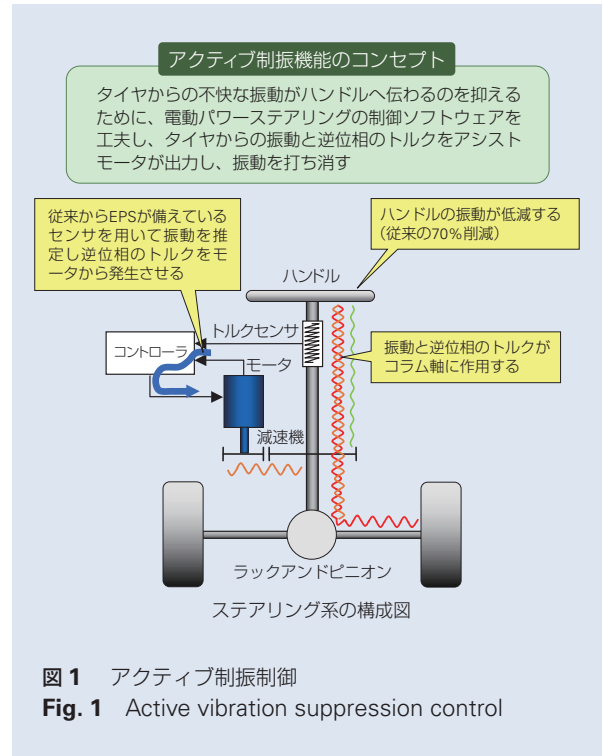 アクティブ制振機能のコンセプト
タイヤからの不快な振動がハンドルへ伝わるのを抑える
ために、電動パワーステアリングの制御ソフトウェアを
工夫し、タイヤからの振動と逆位相のトルクをアシスト
モータが出力し、振動を打ち消す
従来からEPSが備えている
センサを用いて振動を推
定し逆位相のトルクをモ
ータから発生させる
ハンドルの振動が低減する
（従来の70％削減）
ハンドル
トルクセンサ
コントローラ
モータ
振動と逆位相のトルクが
コラム軸に作用する
減速機
ラックアンドピニオン
ステアリング系の構成図
図1 アクティブ制振制御
Fig. 1 Active vibration suppression control